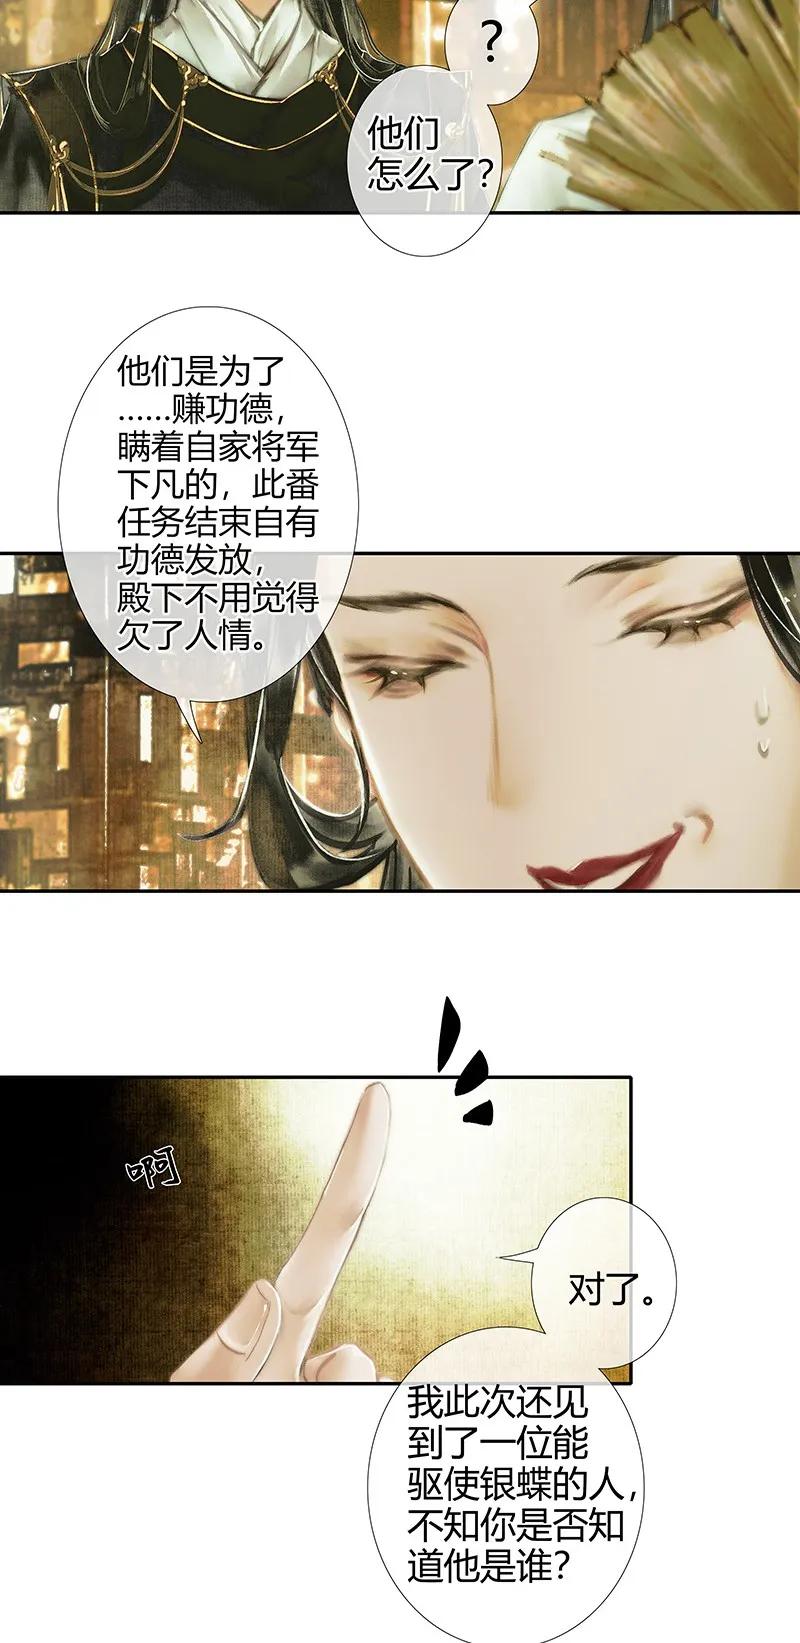 ？
他们
怎么了？
他们是为了
……赚功德，
瞒着自家将军
下凡的，此番
任务结束自有
功德发放，
殿下不用觉得
欠了人情。
啊
对了。
我此次还见
到了一位能
驱使银蝶的人，
不知你是否知
道他是谁？